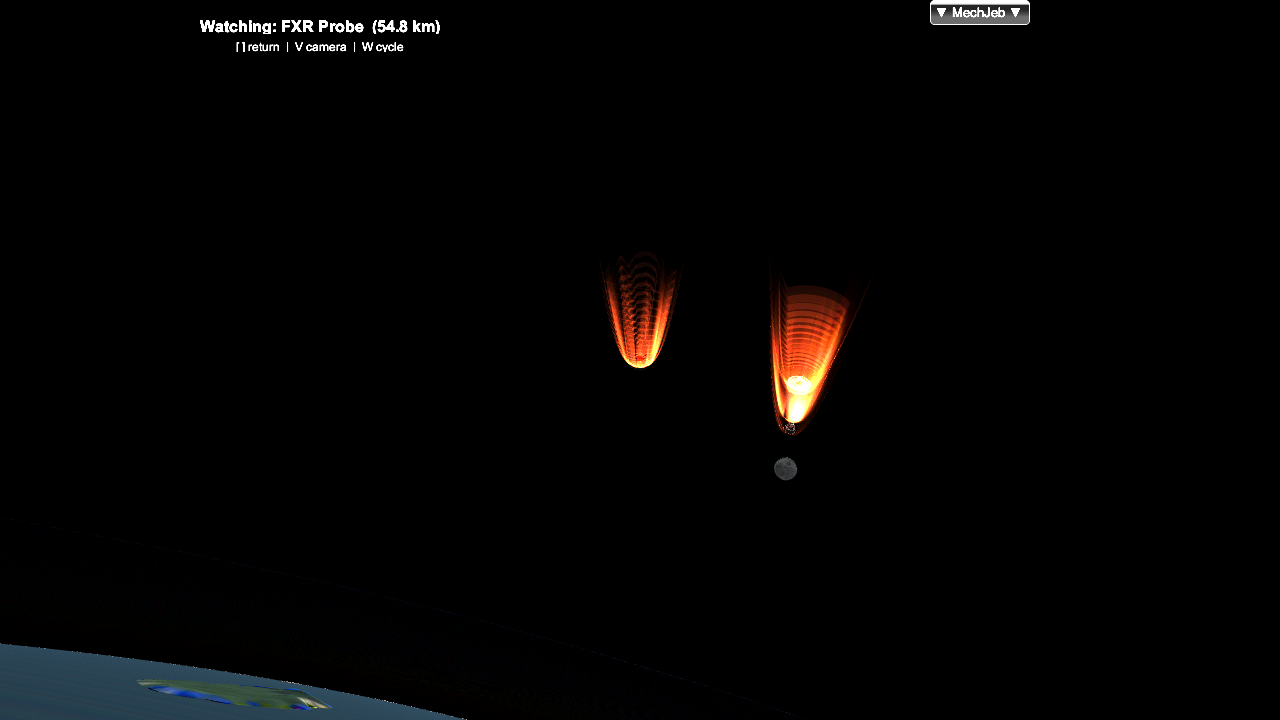 Watching: FXR Probe (54.8 km)
[ ] return | V camera | W cycle
▼ MechJeb ▼